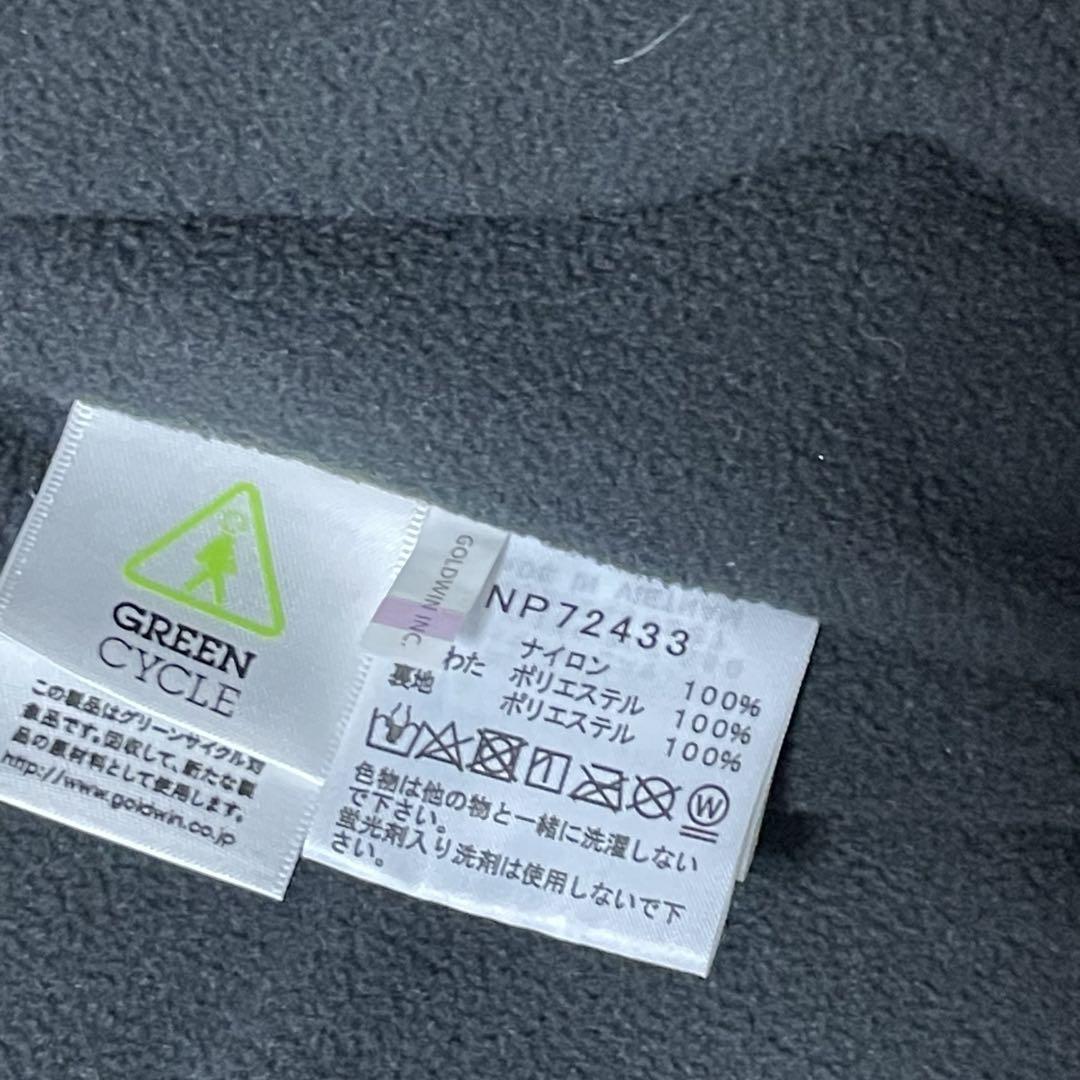 GREEN
CYCLE
この製品はグリーンサイクル対
象品です。回収して、新たな製
品の原材料として使用します。
http://www.goldwin.co.jp
GOLDWIN INC.
NP72433
ナイロン 100%
わた ポリエステル 100%
裏地 ポリエステル 100%
W
色物は他の物と一緒に洗濯しない
で下さい。
蛍光剤入り洗剤は使用しないで下
さい。